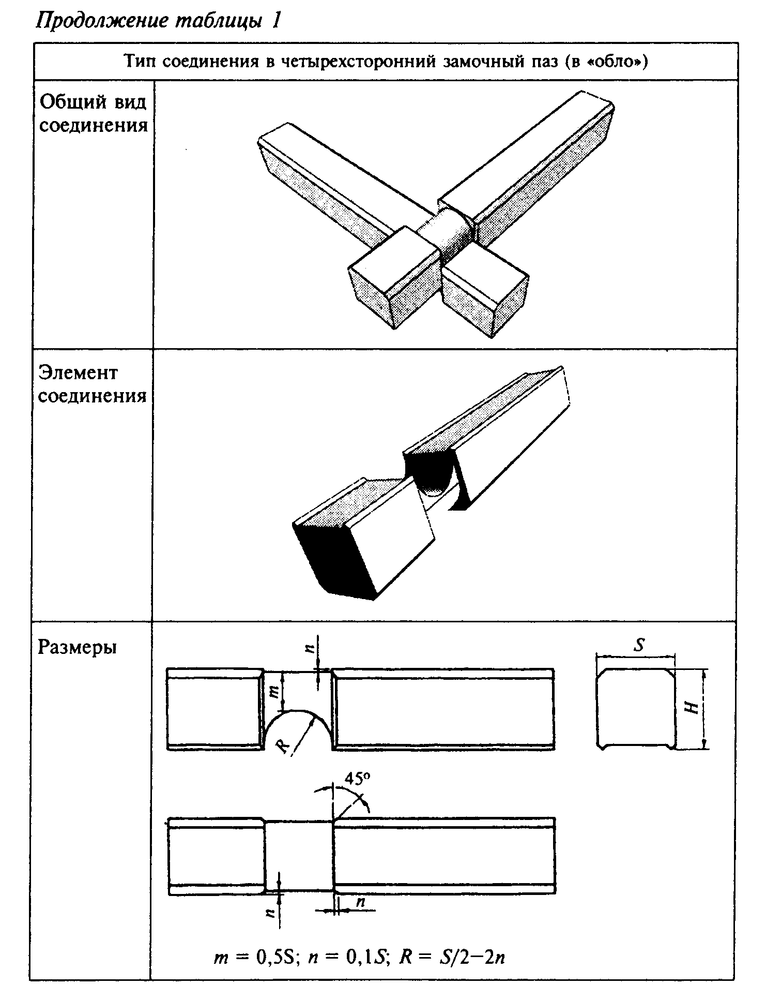 Продолжение таблицы 1
Тип соединения в четырехсторонний замочный паз (в «обло»)
Общий вид
соединения
Элемент
соединения
Размеры
n
S
m
R
H
45°
n
n
m = 0,5S; n = 0,1S; R = S/2−2n